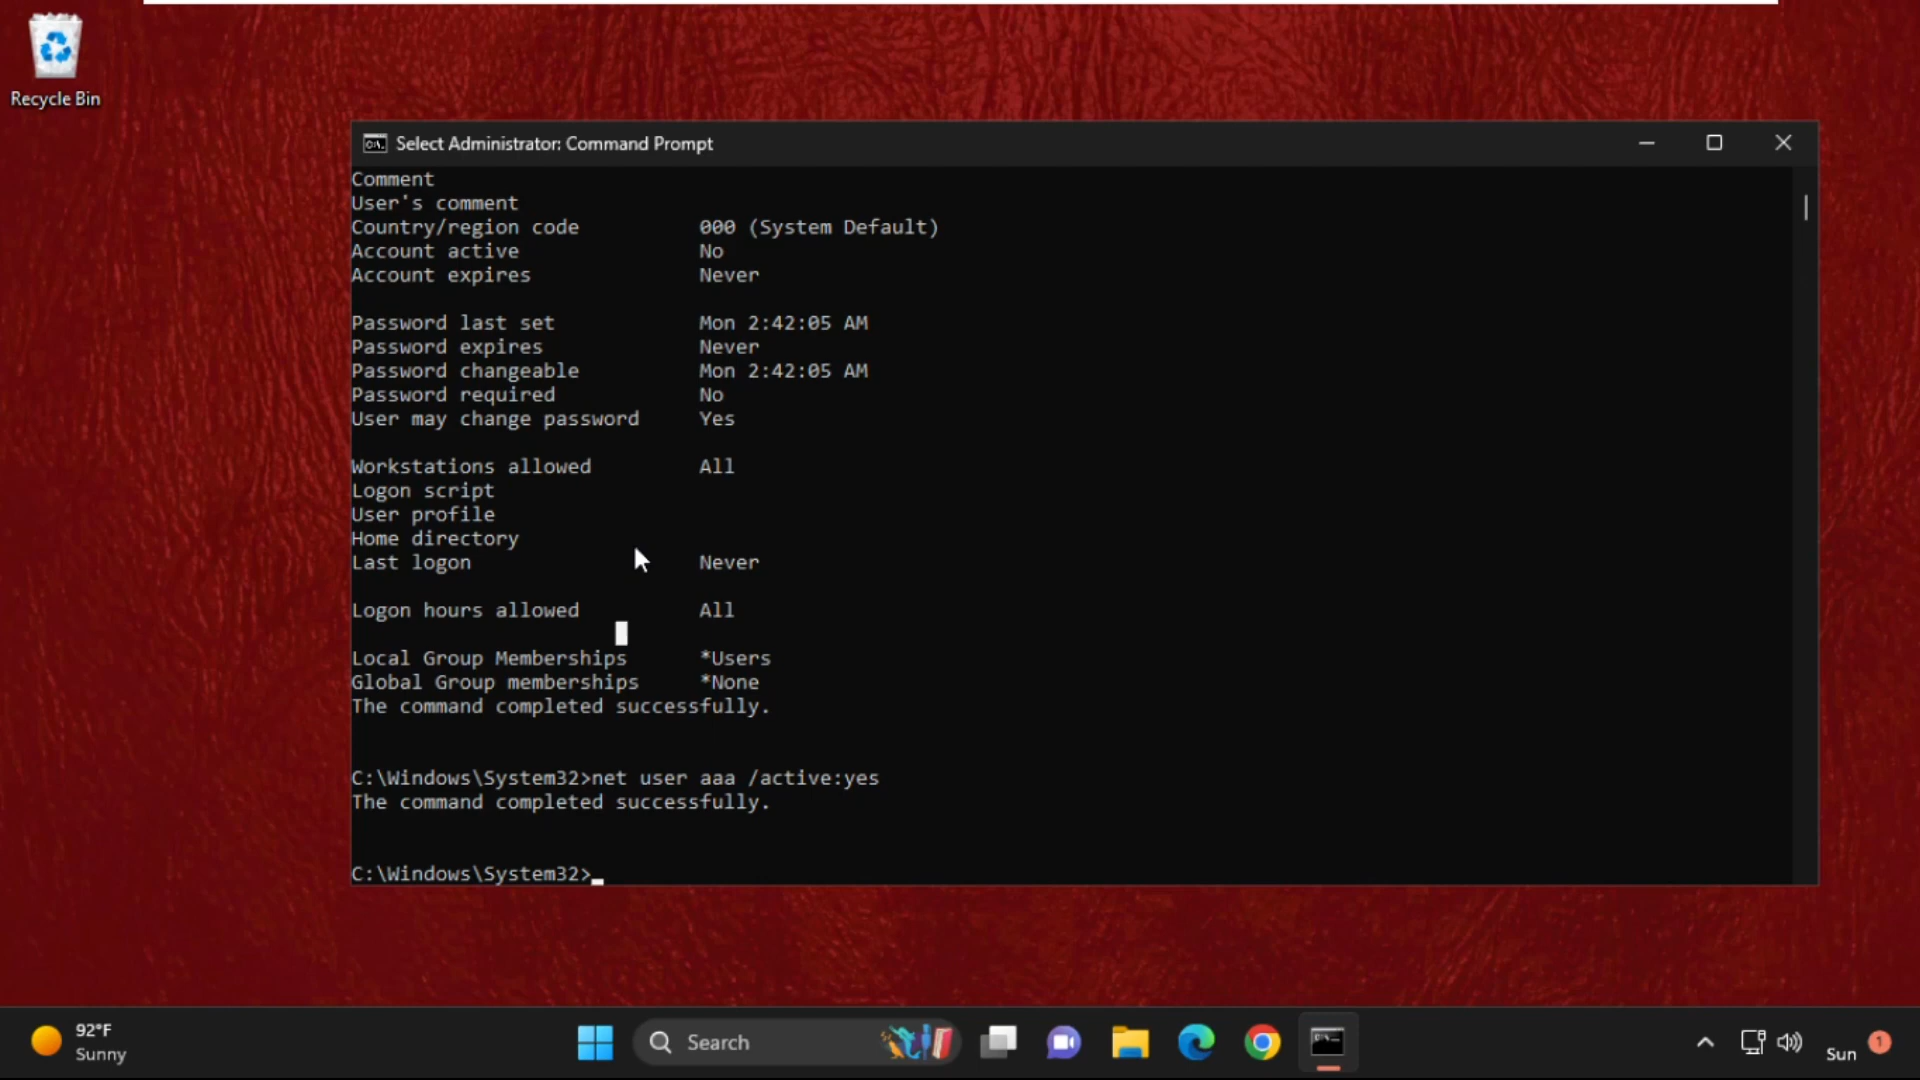 Recycle Bin
Select Administrator: Command Prompt
Comment
User's comment
Country/region code 000 (System Default)
Account active No
Account expires Never
Password last set Mon 2:42:05 AM
Password expires Never
Password changeable Mon 2:42:05 AM
Password required No
User may change password Yes
Workstations allowed All
Logon script
User profile
Home directory
Last logon Never
Logon hours allowed All
Local Group Memberships *Users
Global Group memberships *None
The command completed successfully.
C:\Windows\System32>net user aaa /active:yes
The command completed successfully.
C:\Windows\System32>
92°F
Sunny
Search
Sun 1